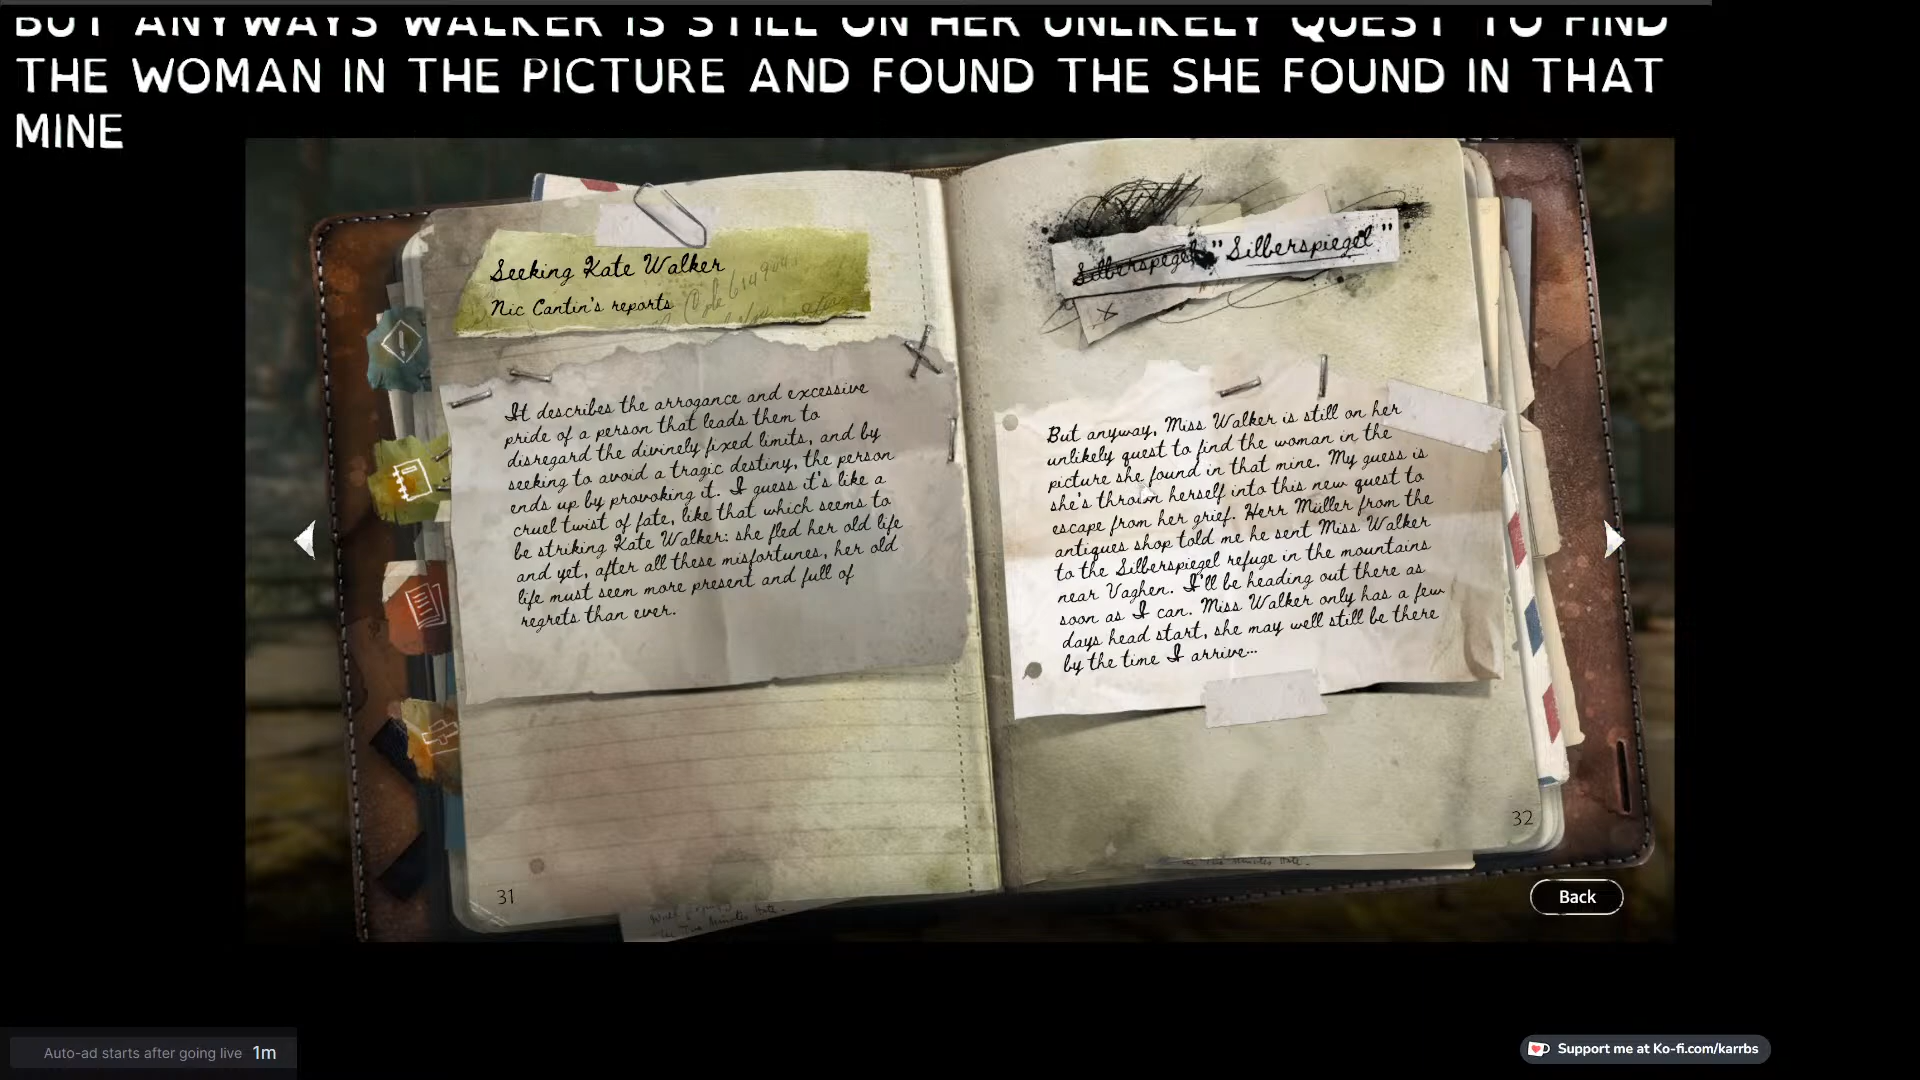 BUT ANYWAYS WALKER IS STILL ON HER UNLIKELY QUEST TO FIND
THE WOMAN IN THE PICTURE AND FOUND THE SHE FOUND IN THAT
MINE
Seeking Kate Walker
Nic Cantin's reports
It describes the arrogance and excessive
pride of a person that leads them to
disregard the divinely fixed limits, and by
seeking to avoid a tragic destiny, the person
ends up by provoking it. I guess it's like a
cruel twist of fate, like that which seems to
be striking Kate Walker: she fled her old life
and yet, after all these misfortunes, her old
life must seem more present and full of
regrets than ever.
31
Silberspegel "Silberspiegel"
But anyway, Miss Walker is still on her
unlikely quest to find the woman in the
picture she found in that mine. My guess is
she's thrown herself into this new quest to
escape from her grief. Herr Müller from the
antiques shop told me he sent Miss Walker
to the Silberspiegel refuge in the mountains
near Vaghen. I'll be heading out there as
soon as I can. Miss Walker only has a few
days head start, she may well still be there
by the time I arrive...
32
Back
Auto-ad starts after going live 1m
Support me at Ko-fi.com/karrbs